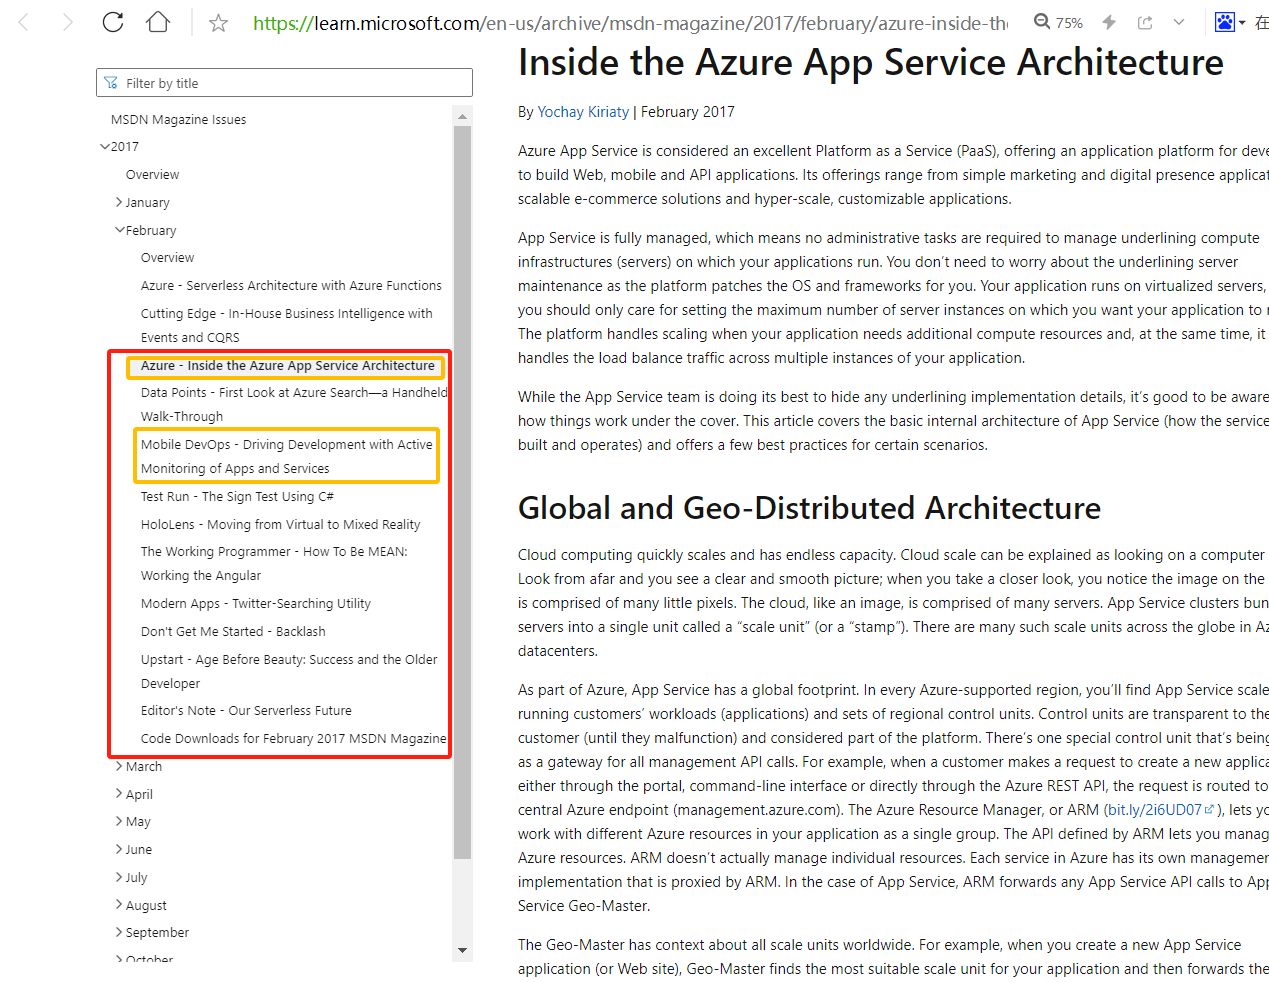 https://learn.microsoft.com/en-us/archive/msdn-magazine/2017/february/azure-inside-the
75%
在
Filter by title
MSDN Magazine Issues
2017
Overview
January
February
Overview
Azure - Serverless Architecture with Azure Functions
Cutting Edge - In-House Business Intelligence with
Events and CQRS
Azure - Inside the Azure App Service Architecture
Data Points - First Look at Azure Search—a Handheld
Walk-Through
Mobile DevOps - Driving Development with Active
Monitoring of Apps and Services
Test Run - The Sign Test Using C#
HoloLens - Moving from Virtual to Mixed Reality
The Working Programmer - How To Be MEAN:
Working the Angular
Modern Apps - Twitter-Searching Utility
Don't Get Me Started - Backlash
Upstart - Age Before Beauty: Success and the Older
Developer
Editor's Note - Our Serverless Future
Code Downloads for February 2017 MSDN Magazine
March
April
May
June
July
August
September
October
Inside the Azure App Service Architecture
By Yochay Kiriaty | February 2017
Azure App Service is considered an excellent Platform as a Service (PaaS), offering an application platform for deve
to build Web, mobile and API applications. Its offerings range from simple marketing and digital presence applicat
scalable e-commerce solutions and hyper-scale, customizable applications.
App Service is fully managed, which means no administrative tasks are required to manage underlining compute
infrastructures (servers) on which your applications run. You don’t need to worry about the underlining server
maintenance as the platform patches the OS and frameworks for you. Your application runs on virtualized servers,
you should only care for setting the maximum number of server instances on which you want your application to r
The platform handles scaling when your application needs additional compute resources and, at the same time, it
handles the load balance traffic across multiple instances of your application.
While the App Service team is doing its best to hide any underlining implementation details, it’s good to be aware
how things work under the cover. This article covers the basic internal architecture of App Service (how the service
built and operates) and offers a few best practices for certain scenarios.
Global and Geo-Distributed Architecture
Cloud computing quickly scales and has endless capacity. Cloud scale can be explained as looking on a computer
Look from afar and you see a clear and smooth picture; when you take a closer look, you notice the image on the
is comprised of many little pixels. The cloud, like an image, is comprised of many servers. App Service clusters bun
servers into a single unit called a “scale unit” (or a “stamp”). There are many such scale units across the globe in Az
datacenters.
As part of Azure, App Service has a global footprint. In every Azure-supported region, you’ll find App Service scale
running customers’ workloads (applications) and sets of regional control units. Control units are transparent to the
customer (until they malfunction) and considered part of the platform. There’s one special control unit that’s being
as a gateway for all management API calls. For example, when a customer makes a request to create a new applica
either through the portal, command-line interface or directly through the Azure REST API, the request is routed to
central Azure endpoint (management.azure.com). The Azure Resource Manager, or ARM (bit.ly/2i6UD07), lets yo
work with different Azure resources in your application as a single group. The API defined by ARM lets you manag
Azure resources. ARM doesn’t actually manage individual resources. Each service in Azure has its own managemen
implementation that is proxied by ARM. In the case of App Service, ARM forwards any App Service API calls to App
Service Geo-Master.
The Geo-Master has context about all scale units worldwide. For example, when you create a new App Service
application (or Web site), Geo-Master finds the most suitable scale unit for your application and then forwards the